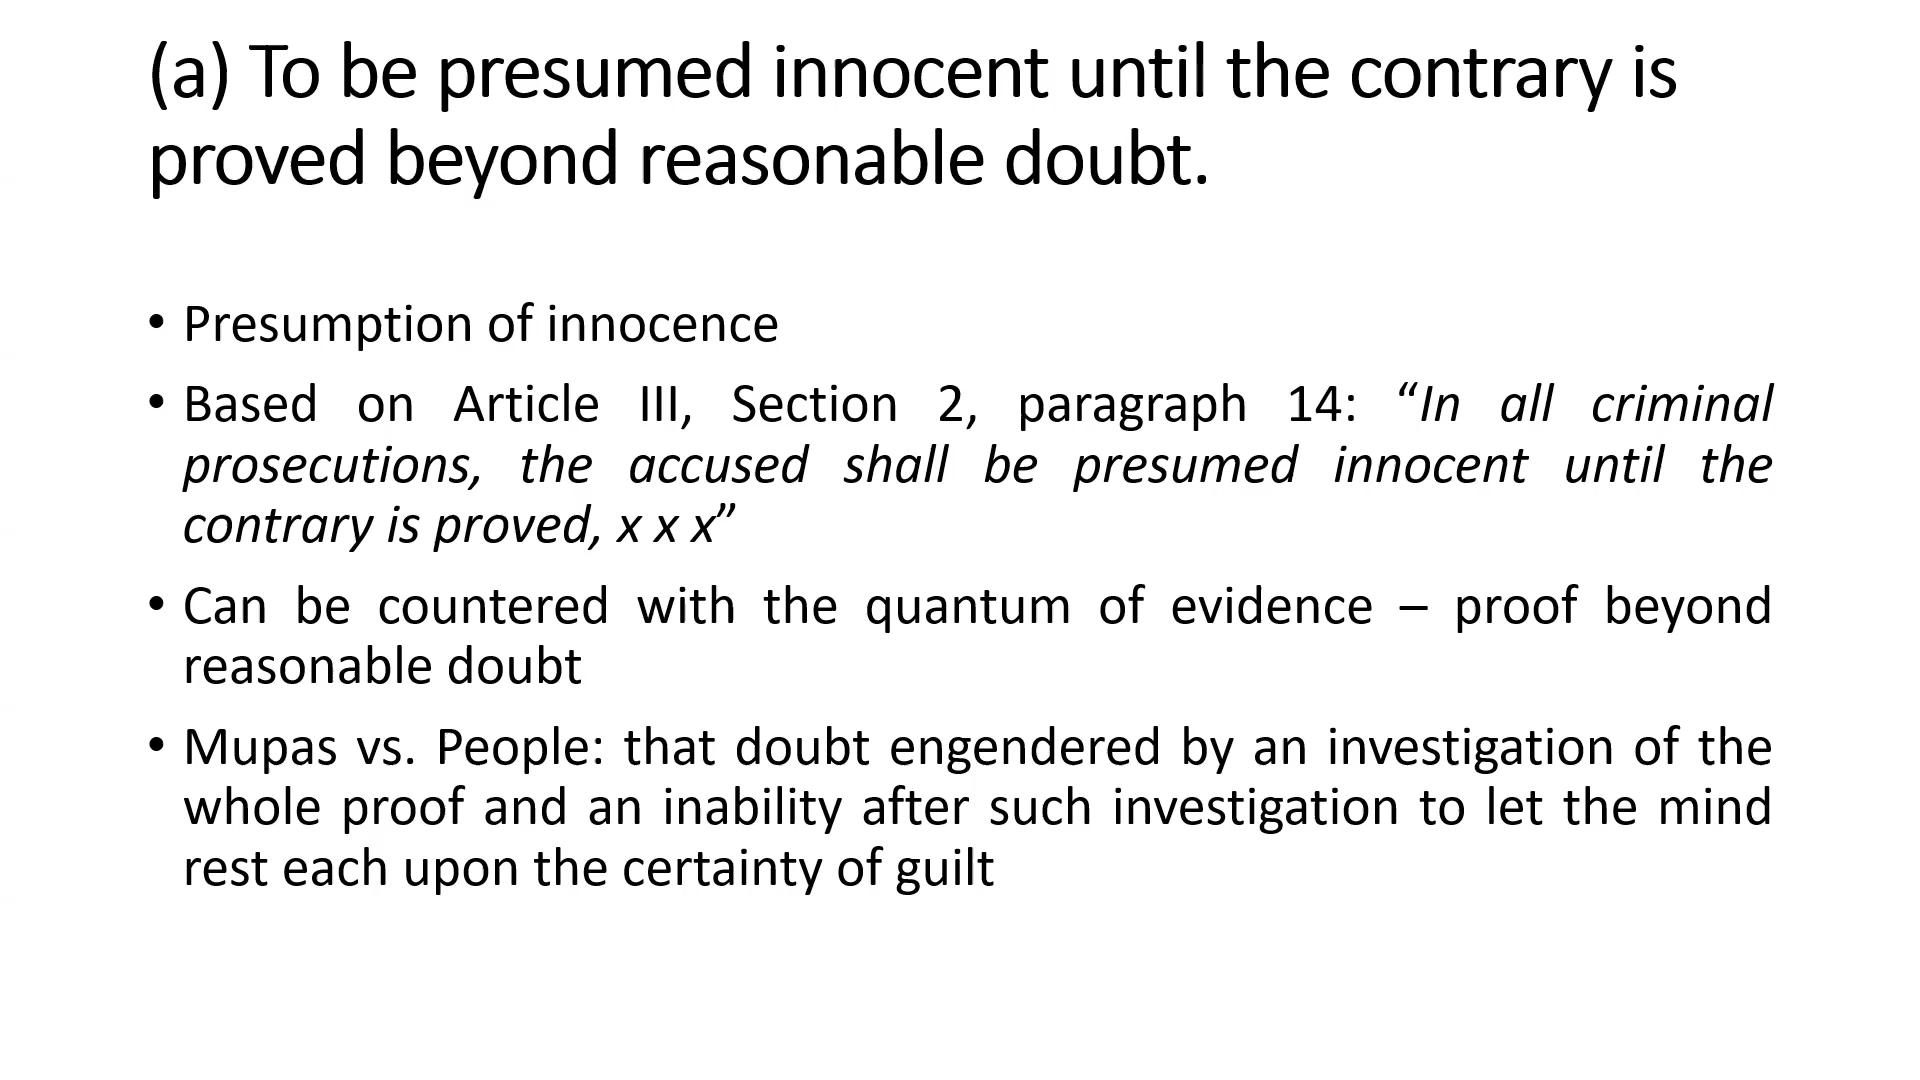 (a) To be presumed innocent until the contrary is
proved beyond reasonable doubt.
• Presumption of innocence
• Based on Article III, Section 2, paragraph 14: “In all criminal
prosecutions, the accused shall be presumed innocent until the
contrary is proved, x x x”
• Can be countered with the quantum of evidence – proof beyond
reasonable doubt
• Mupas vs. People: that doubt engendered by an investigation of the
whole proof and an inability after such investigation to let the mind
rest each upon the certainty of guilt